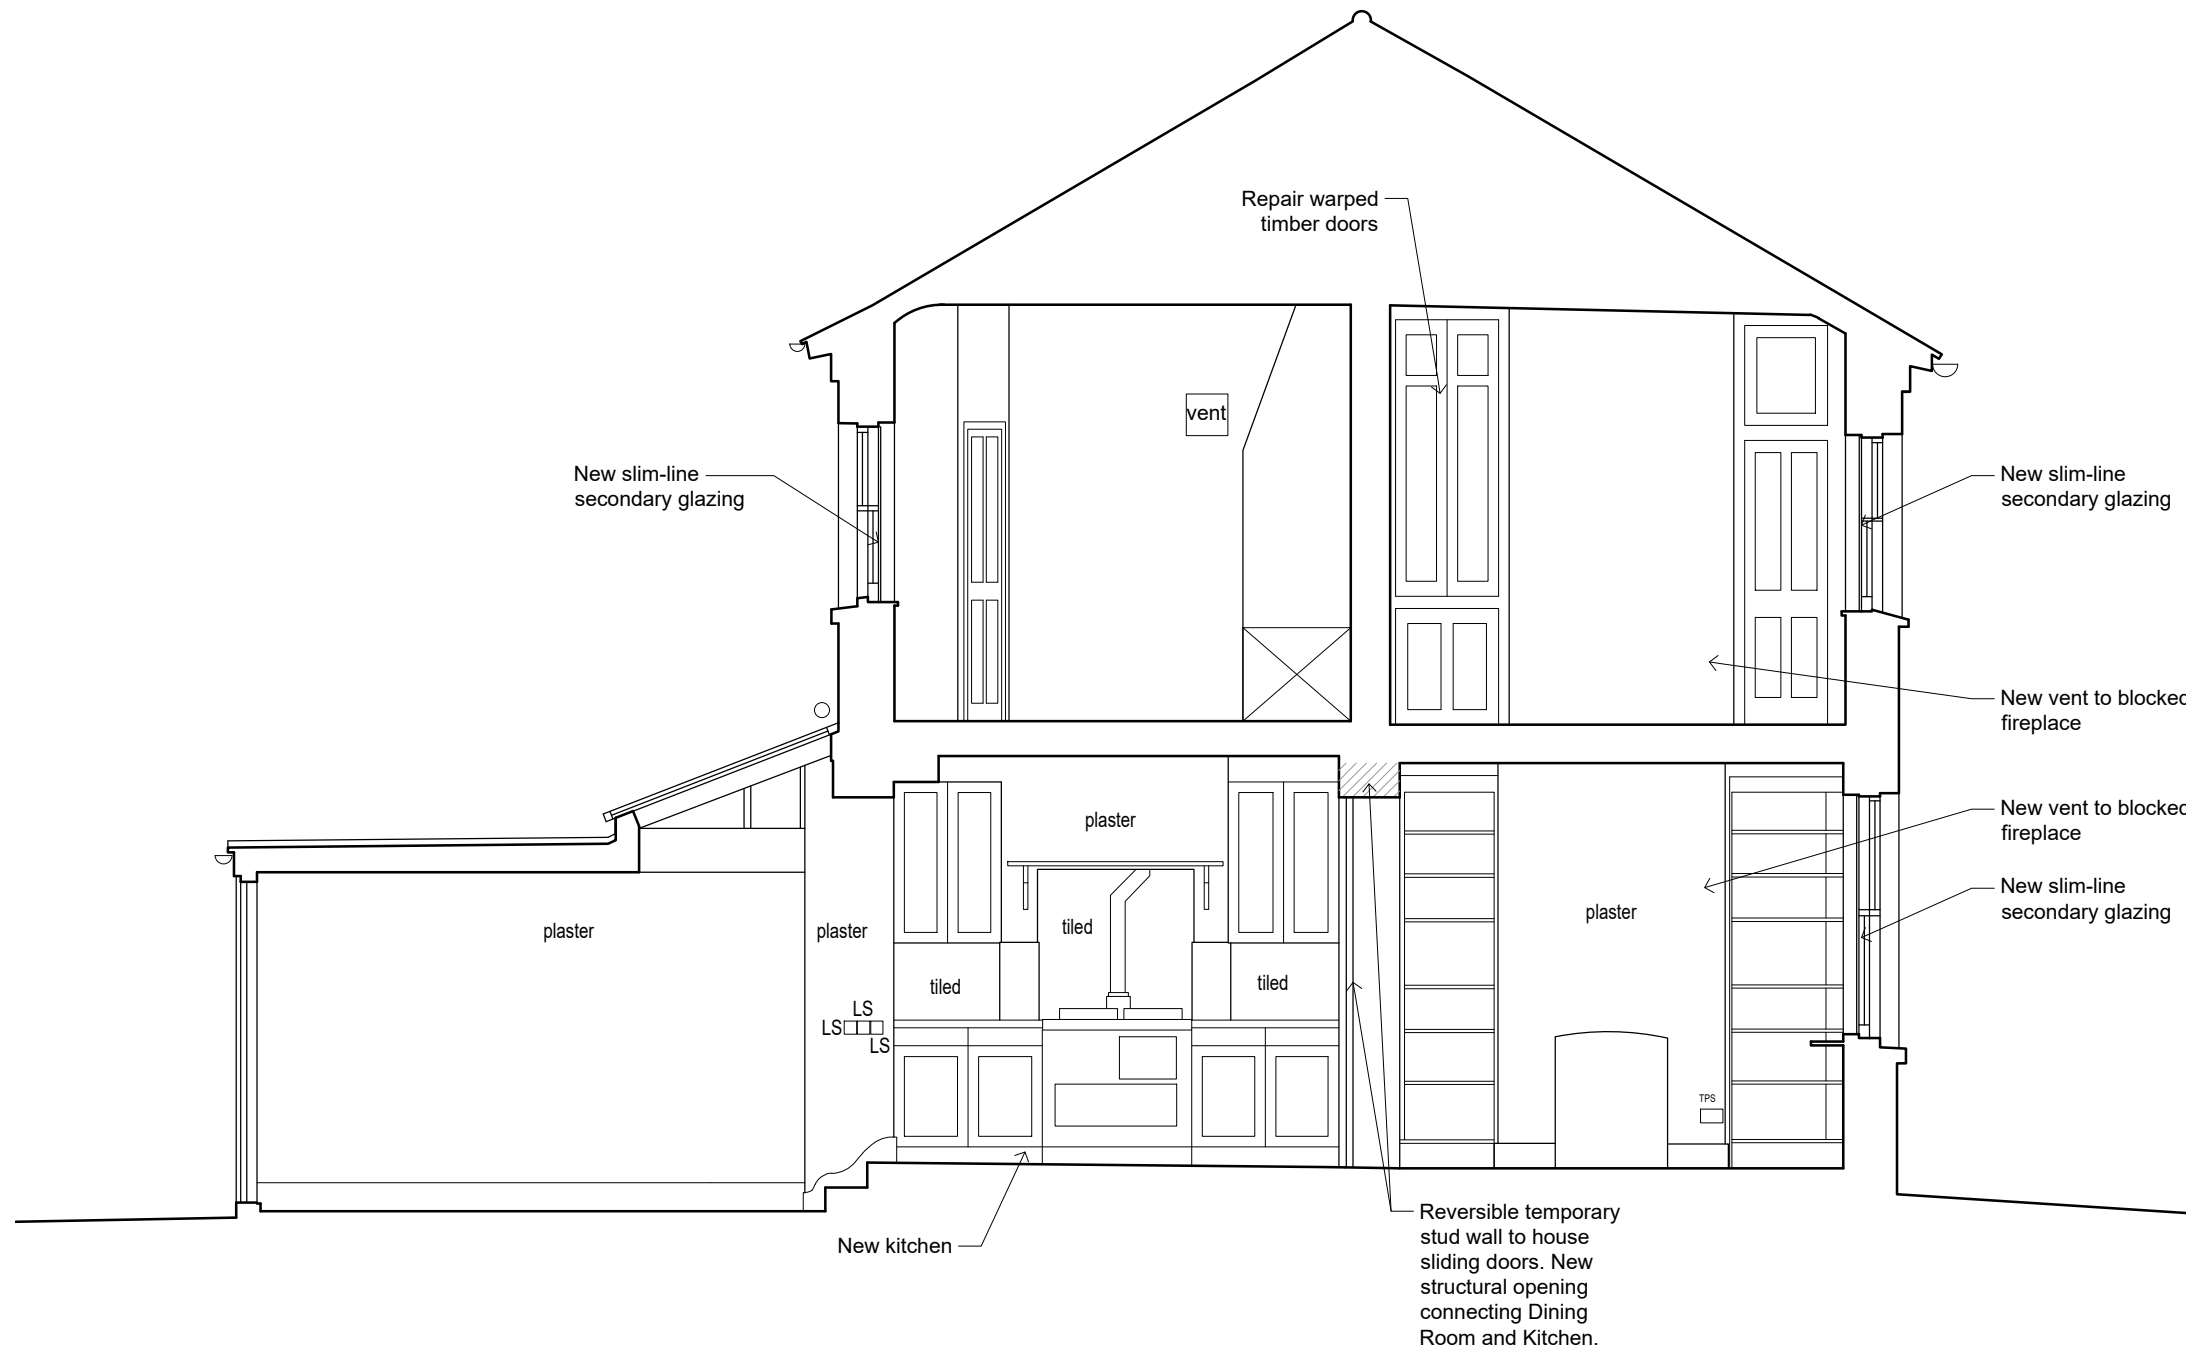 Repair warped
timber doors
vent
New slim-line
secondary glazing
New slim-line
secondary glazing
New vent to blocked
fireplace
plaster
New vent to blocked
fireplace
New slim-line
secondary glazing
plaster
plaster
tiled
plaster
tiled
tiled
LS
LS
LS
TPS
New kitchen
Reversible temporary
stud wall to house
sliding doors. New
structural opening
connecting Dining
Room and Kitchen.